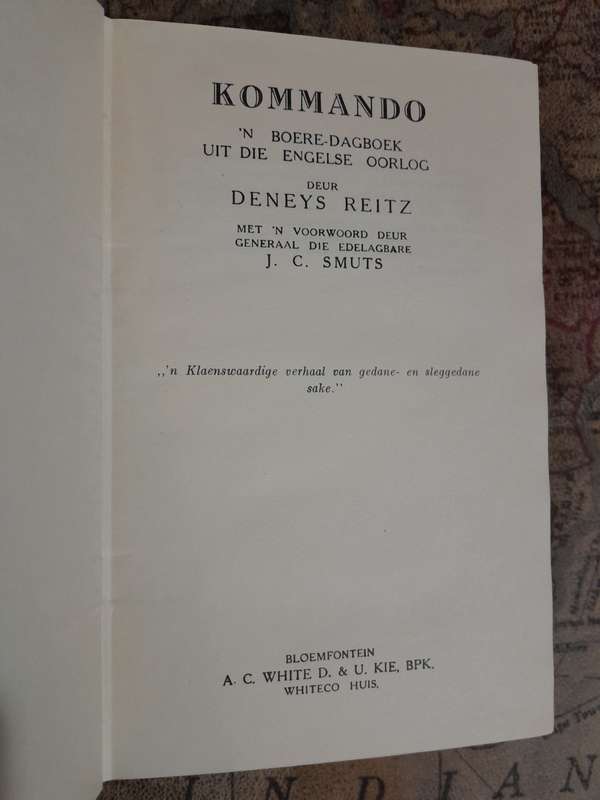 KOMMANDO
'N BOERE-DAGBOEK
UIT DIE ENGELSE OORLOG
DEUR
DENEYS REITZ
MET 'N VOORWOORD DEUR
GENERAAL DIE EDELAGBARE
J. C. SMUTS
,,'n Klaenswaardige verhaal van gedane- en sleggedane
sake."
BLOEMFONTEIN
A. C. WHITE D. & U. KIE, BPK.
WHITECO HUIS.
INDIAN